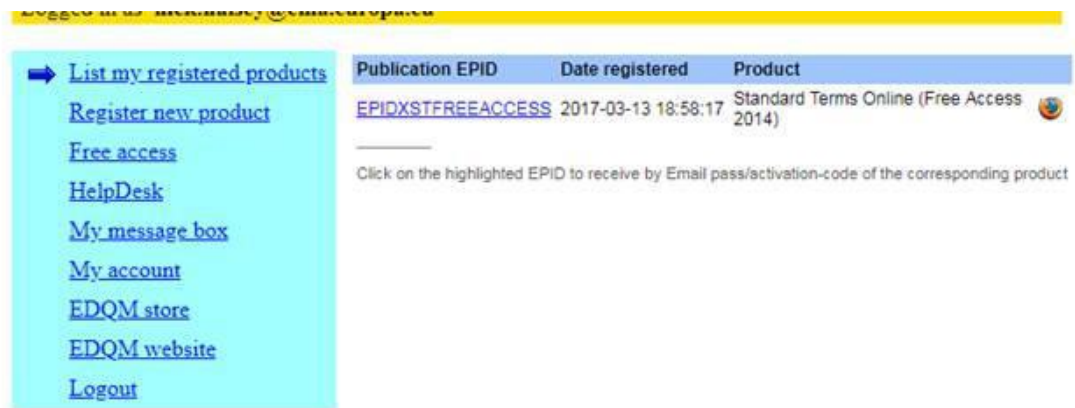 List my registered products
Register new product
Free access
HelpDesk
My message box
My account
EDQM store
EDQM website
Logout
Publication EPID Date registered Product
EPIDXSTFREEACCESS 2017-03-13 18:58:17 Standard Terms Online (Free Access
2014)
Click on the highlighted EPID to receive by Email pass/activation-code of the corresponding product